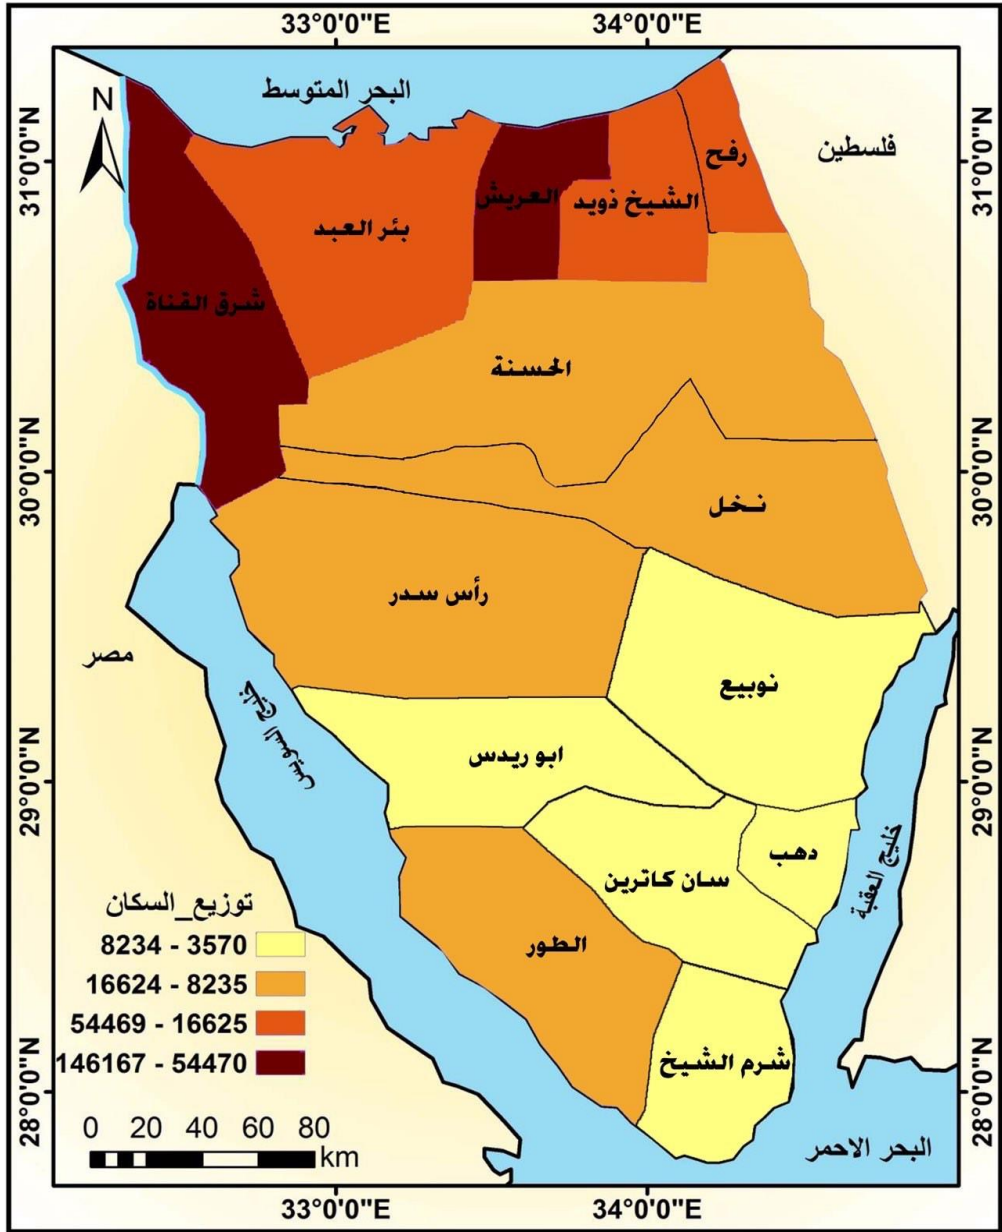 33°0'0"E
34°0'0"E
البحر المتوسط
N
فلسطين
31°0'0"N
31°0'0"N
رفح
العريش
الشيخ ذويد
بئر العبد
شرق القناة
الحسنة
30°0'0"N
30°0'0"N
نخل
رأس سدر
مصر
نوبيع
خليج السويس
ابو ريدس
29°0'0"N
29°0'0"N
دهب
سان كاترين
خليج العقبة
توزيع_السكان
8234 - 3570
16624 - 8235
54469 - 16625
146167 - 54470
الطور
شرم الشيخ
28°0'0"N
28°0'0"N
0 20 40 60 80
km
البحر الاحمر
33°0'0"E
34°0'0"E